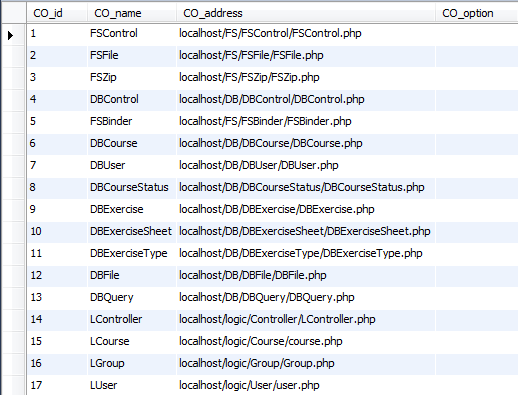 CO_id CO_name CO_address CO_option
1 FSControl localhost/FS/FSControl/FSControl.php
2 FSFile localhost/FS/FSFile/FSFile.php
3 FSZip localhost/FS/FSZip/FSZip.php
4 DBControl localhost/DB/DBControl/DBControl.php
5 FSBinder localhost/FS/FSBinder/FSBinder.php
6 DBCourse localhost/DB/DBCourse/DBCourse.php
7 DBUser localhost/DB/DBUser/DBUser.php
8 DBCourseStatus localhost/DB/DBCourseStatus/DBCourseStatus.php
9 DBExercise localhost/DB/DBExercise/DBExercise.php
10 DBExerciseSheet localhost/DB/DBExerciseSheet/DBExerciseSheet.php
11 DBExerciseType localhost/DB/DBExerciseType/DBExerciseType.php
12 DBFile localhost/DB/DBFile/DBFile.php
13 DBQuery localhost/DB/DBQuery/DBQuery.php
14 LController localhost/logic/Controller/LController.php
15 LCourse localhost/logic/Course/course.php
16 LGroup localhost/logic/Group/Group.php
17 LUser localhost/logic/User/user.php